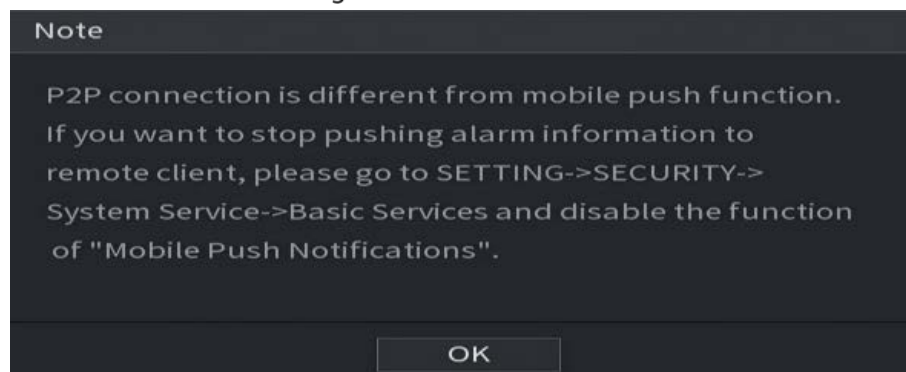 Note
P2P connection is different from mobile push function.
If you want to stop pushing alarm information to
remote client, please go to SETTING->SECURITY->
System Service->Basic Services and disable the function
of "Mobile Push Notifications".
OK